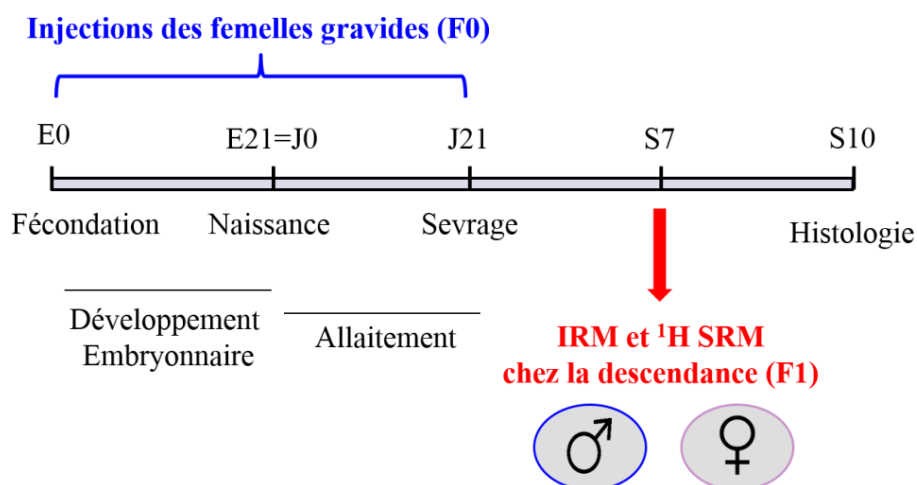 Injections des femelles gravides (F0)
E0 E21=J0 J21 S7 S10
Fécondation Naissance Sevrage Histologie
Développement
Embryonnaire
Allaitement
IRM et ¹H SRM
chez la descendance (F1)
♂ ♀